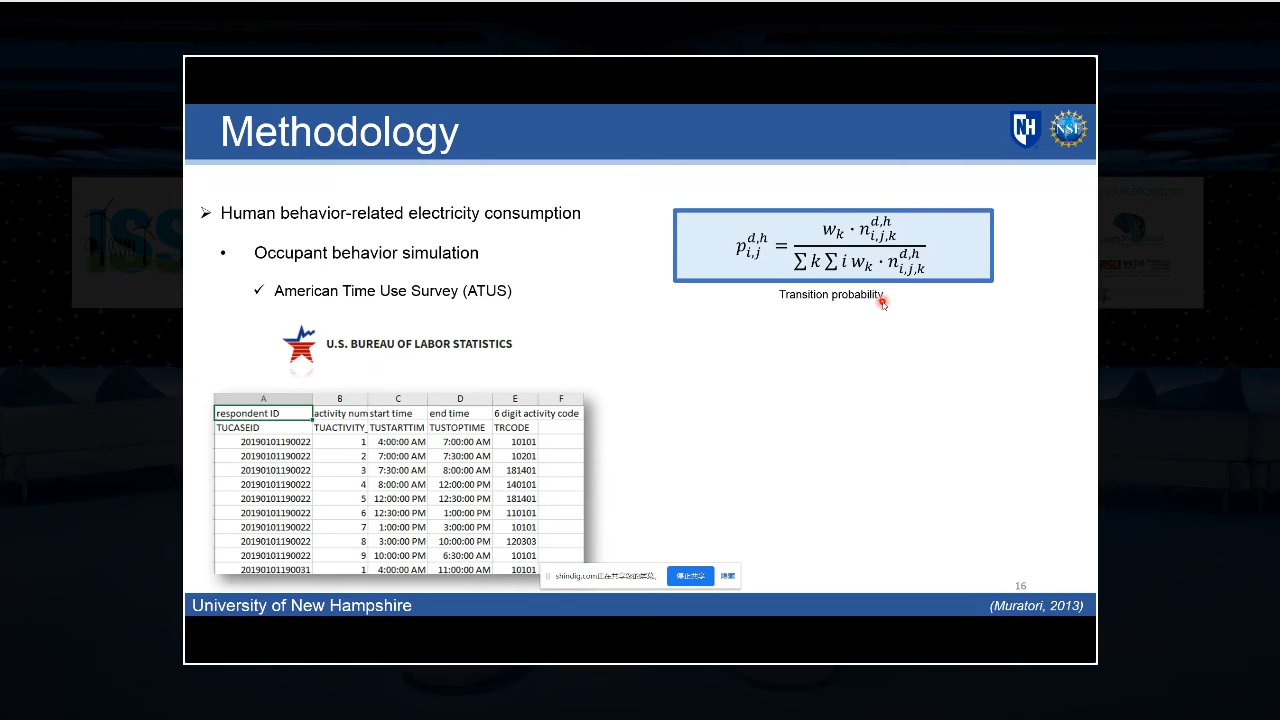 Methodology
NH
NSF
Human behavior-related electricity consumption
Occupant behavior simulation
American Time Use Survey (ATUS)
U.S. BUREAU OF LABOR STATISTICS
p_{i,j}^{d,h} = \frac{w_k \cdot n_{i,j,k}^{d,h}}{\sum k \sum i w_k \cdot n_{i,j,k}^{d,h}}
Transition probability
A B C D E F
respondent ID activity num start time end time 6 digit activity code
TUCASEID TUACTIVITY_ TUSTARTTIM TUSTOPTIME TRCODE
20190101190022 1 4:00:00 AM 7:00:00 AM 10101
20190101190022 2 7:00:00 AM 7:30:00 AM 10201
20190101190022 3 7:30:00 AM 8:00:00 AM 181401
20190101190022 4 8:00:00 AM 12:00:00 PM 140101
20190101190022 5 12:00:00 PM 12:30:00 PM 181401
20190101190022 6 12:30:00 PM 1:00:00 PM 110101
20190101190022 7 1:00:00 PM 3:00:00 PM 10101
20190101190022 8 3:00:00 PM 10:00:00 PM 120303
20190101190022 9 10:00:00 PM 6:30:00 AM 10101
20190101190031 1 4:00:00 AM 11:00:00 AM 10101
shindig.com正在共享您的屏幕。 停止共享 隐藏
16
University of New Hampshire
(Muratori, 2013)
ISS